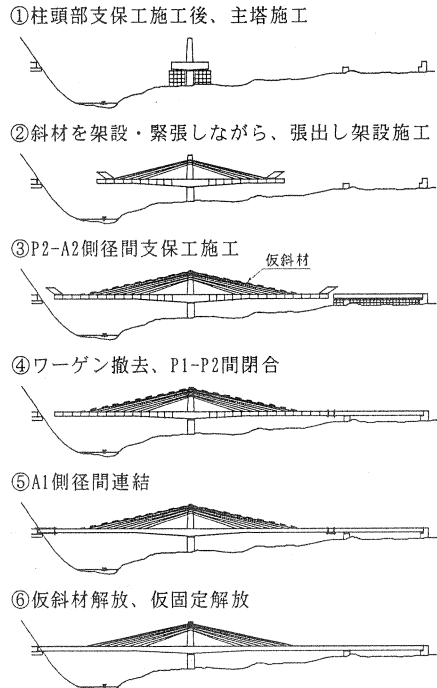 ①柱頭部支保工施工後、主塔施工
②斜材を架設・緊張しながら、張出し架設施工
③P2-A2側径間支保工施工
仮斜材
④ワーゲン撤去、P1-P2間閉合
⑤A1側径間連結
⑥仮斜材解放、仮固定解放